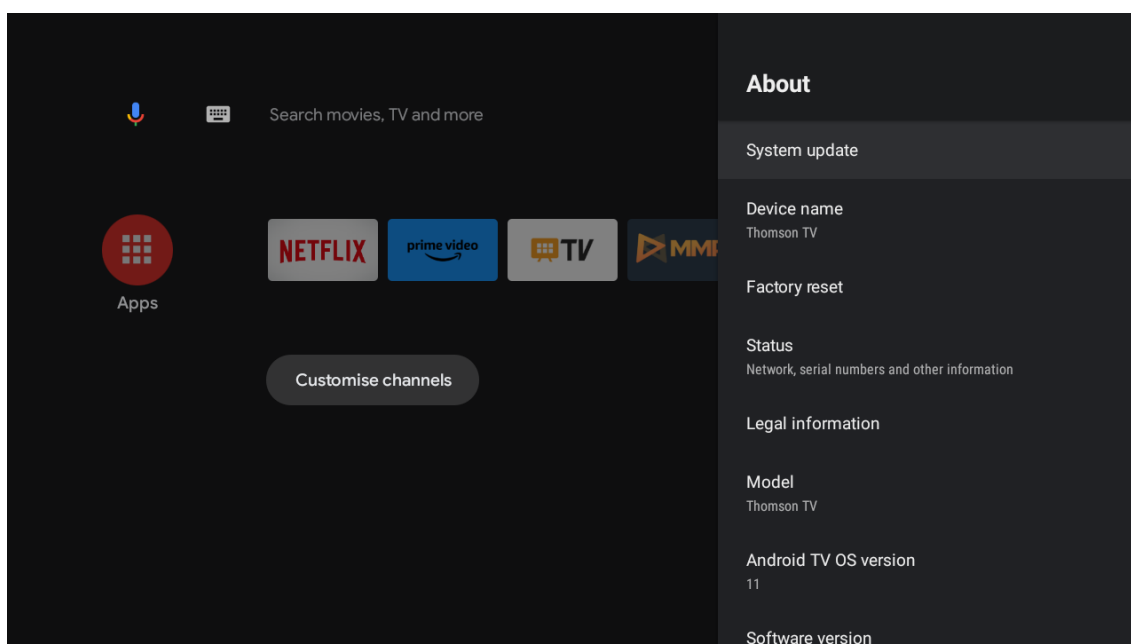 Search movies, TV and more
Apps
NETFLIX
prime video
TV
MM
Customise channels
About
System update
Device name
Thomson TV
Factory reset
Status
Network, serial numbers and other information
Legal information
Model
Thomson TV
Android TV OS version
11
Software version